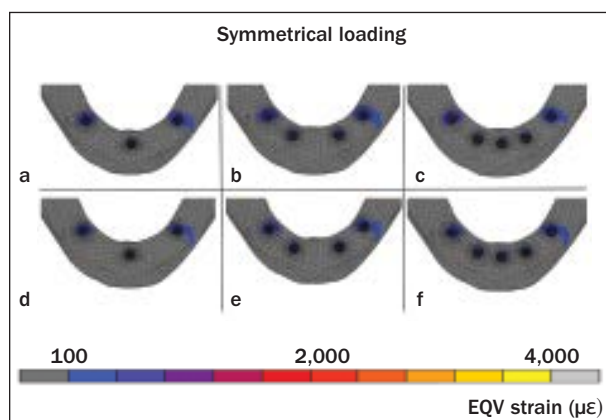 Symmetrical loading
a b c
d e f
100 2,000 4,000
EQV strain (με)